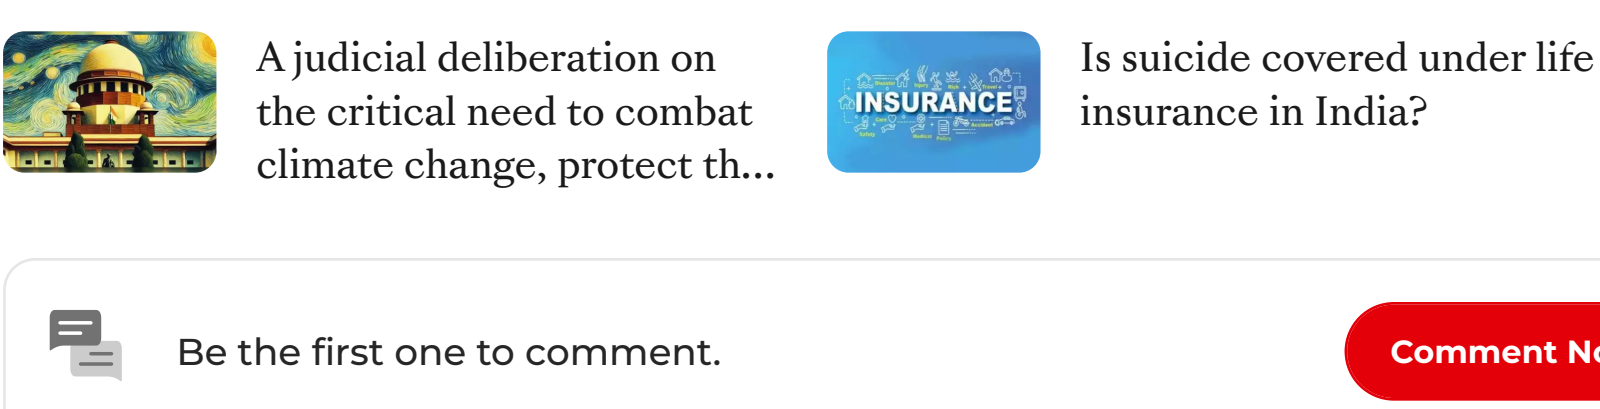 A judicial deliberation on
the critical need to combat
climate change, protect th...
INSURANCE
Is suicide covered under life
insurance in India?
Be the first one to comment.
Comment No